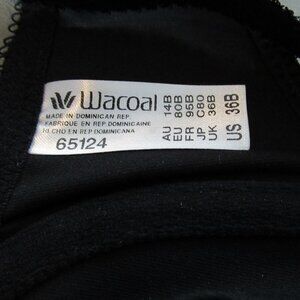 Wacoal
MADE IN DOMINICAN REP.
FABRIQUE EN REP. DOMINICAINE
HECHO EN REP. DOMINICANA
65124
AU 14B
EU 80B
FR 95B
JP C80
UK 36B
US 36B